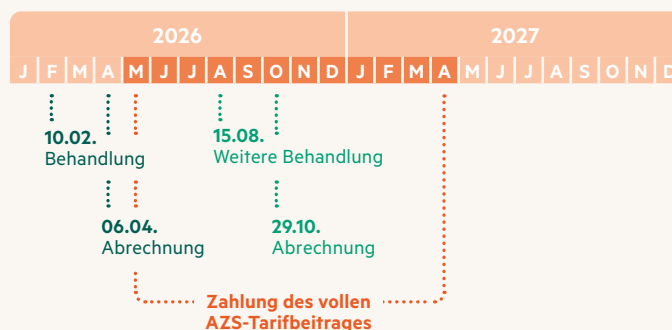 2026 2027
J F M A M J J A S O N D J F M A M J J A S O N D
10.02.
Behandlung
15.08.
Weitere Behandlung
06.04.
Abrechnung
29.10.
Abrechnung
Zahlung des vollen
AZS-Tarifbeitrages